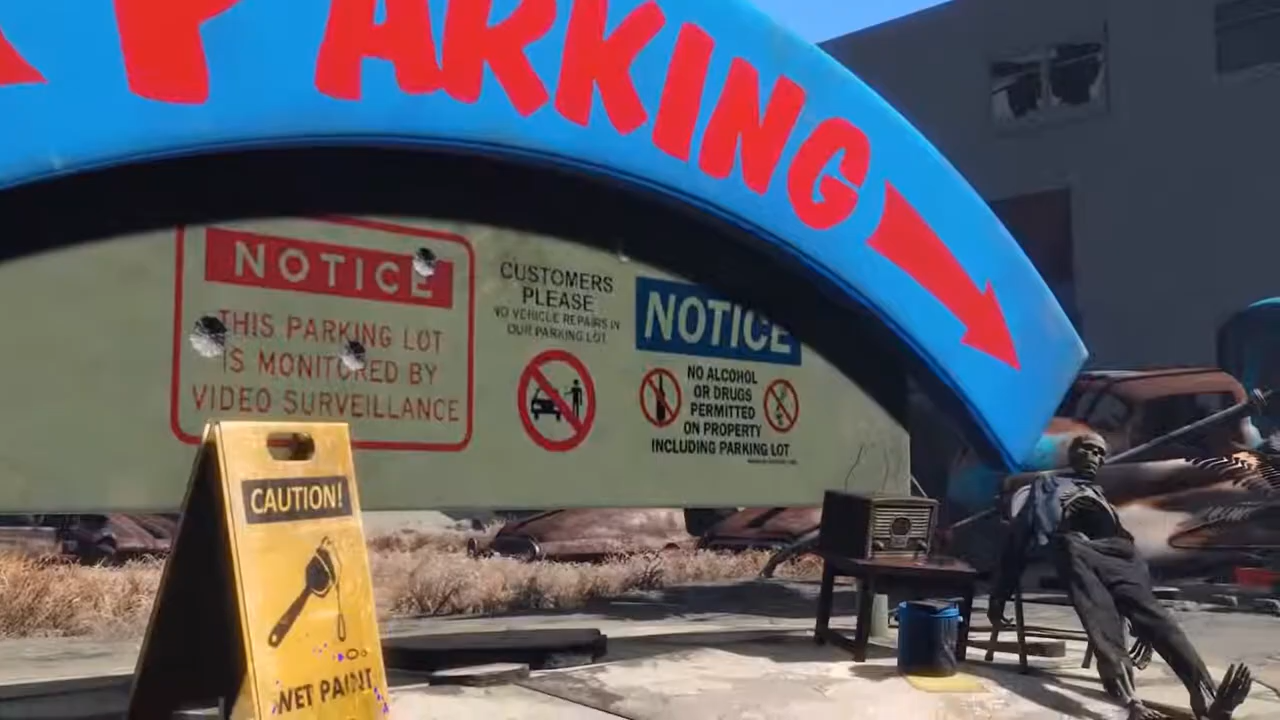 PARKING
NOTICE
THIS PARKING LOT
IS MONITORED BY
VIDEO SURVEILLANCE
CUSTOMERS
PLEASE
NO VEHICLE REPAIRS IN
OUR PARKING LOT
NOTICE
NO ALCOHOL
OR DRUGS
PERMITTED
ON PROPERTY
INCLUDING PARKING LOT
CAUTION!
WET PAINT